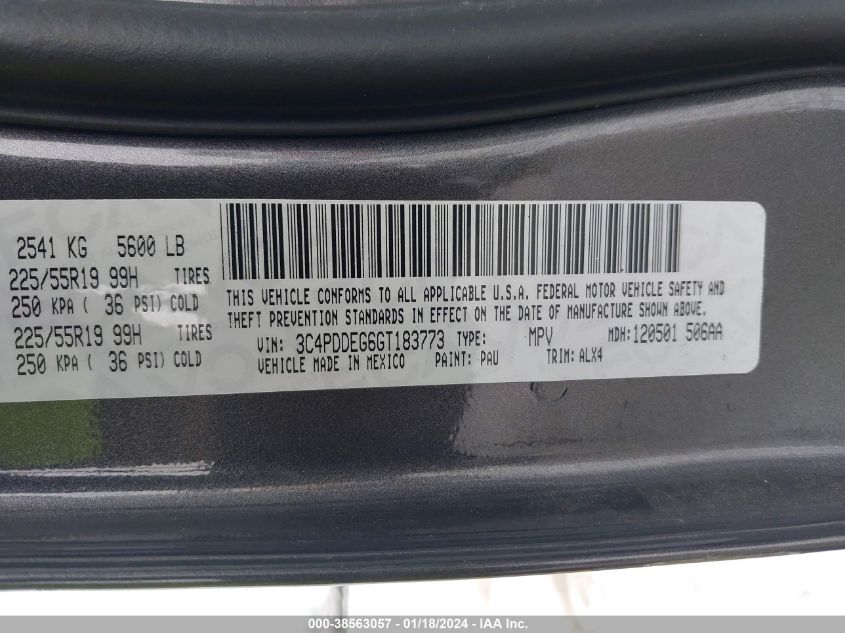 2541 KG 5600 LB
225/55R19 99H TIRES
250 KPA ( 36 PSI) COLD
225/55R19 99H TIRES
250 KPA ( 36 PSI) COLD
THIS VEHICLE CONFORMS TO ALL APPLICABLE U.S.A. FEDERAL MOTOR VEHICLE SAFETY AND
THEFT PREVENTION STANDARDS IN EFFECT ON THE DATE OF MANUFACTURE SHOWN ABOVE.
VIN: 3C4PDDEG6GT183773 TYPE: MPV MDH:120501 506AA
VEHICLE MADE IN MEXICO PAINT: PAU TRIM: ALX4
000-38563057 - 01/18/2024 - COPYRIGHT IAA, LLC.